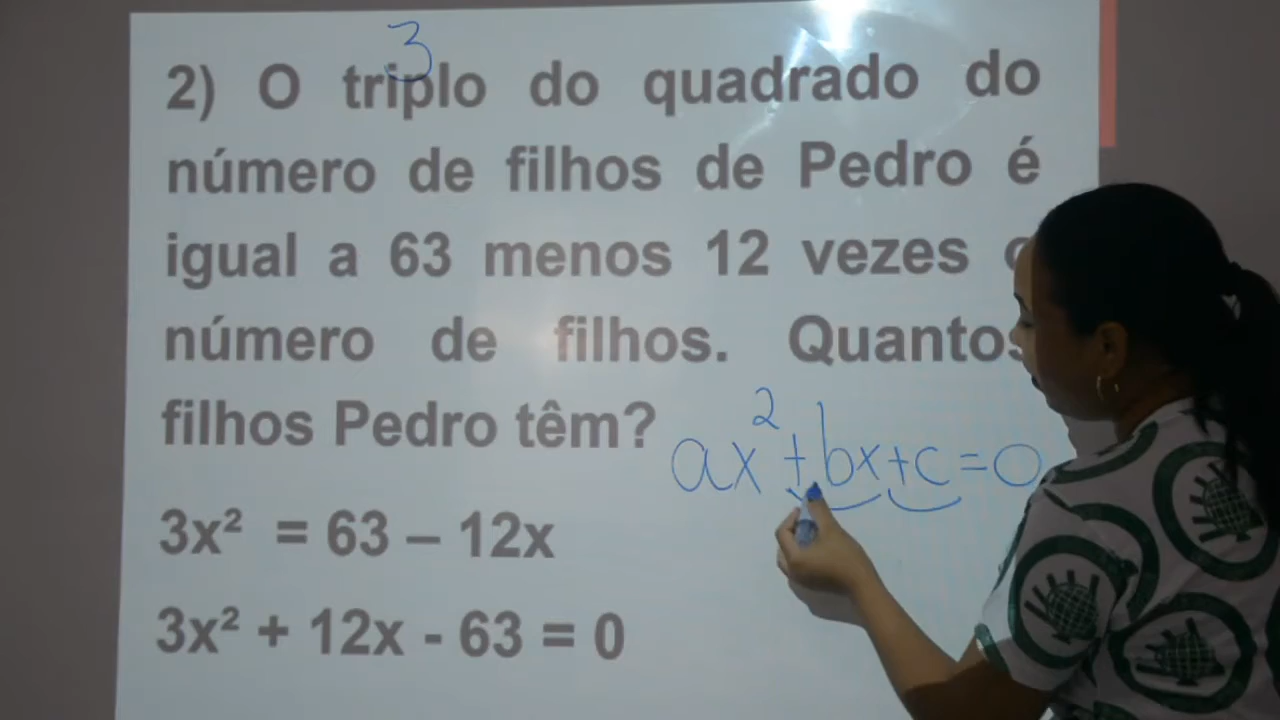 3
2) O triplo do quadrado do
número de filhos de Pedro é
igual a 63 menos 12 vezes
número de filhos. Quantos
filhos Pedro têm?
ax²+bx+c=0
3x² = 63 – 12x
3x² + 12x - 63 = 0